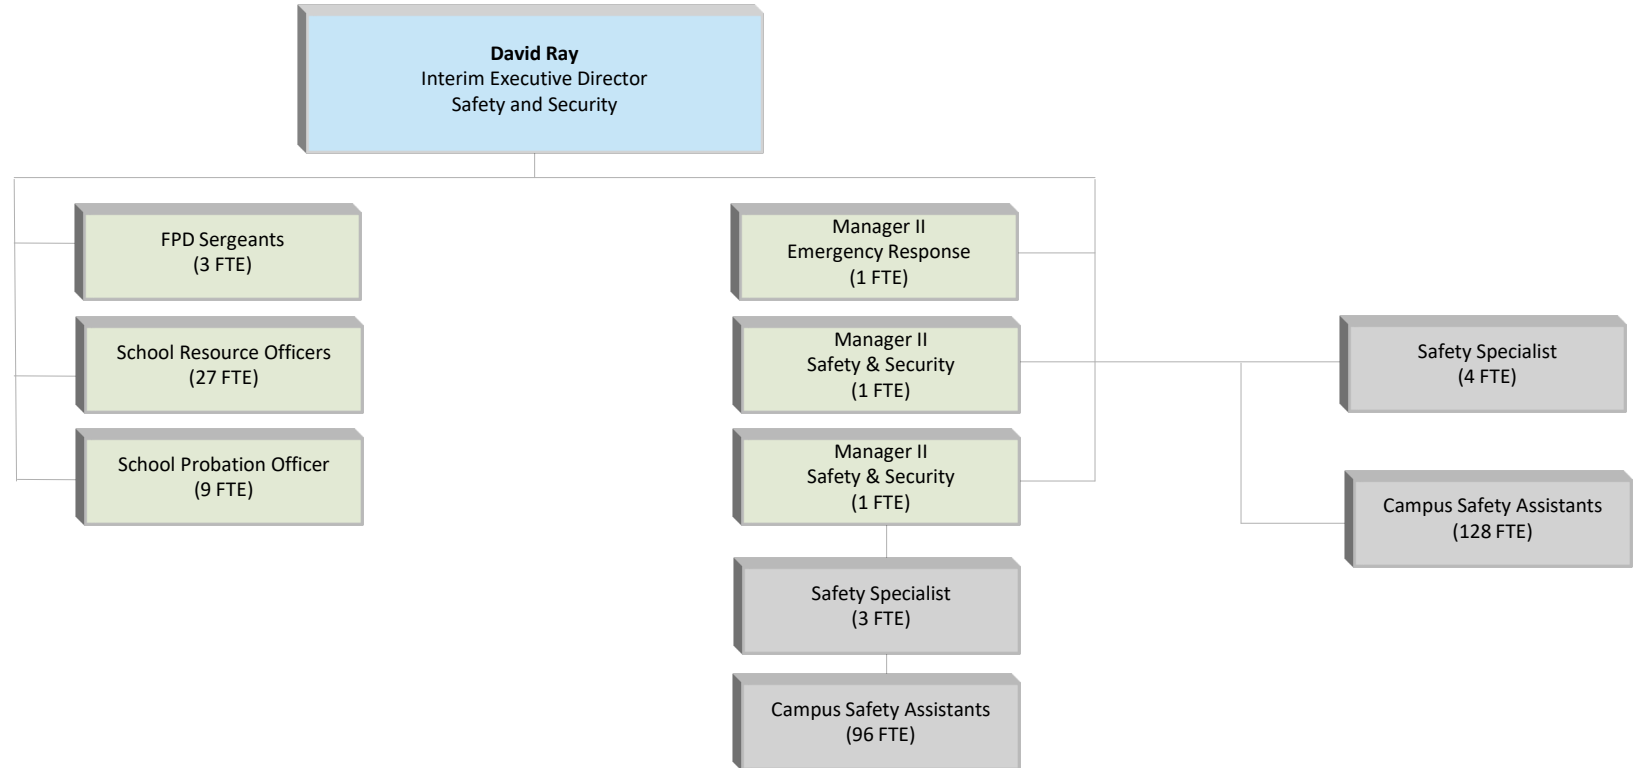 David Ray
Interim Executive Director
Safety and Security
FPD Sergeants
(3 FTE)
School Resource Officers
(27 FTE)
School Probation Officer
(9 FTE)
Manager II
Emergency Response
(1 FTE)
Manager II
Safety & Security
(1 FTE)
Manager II
Safety & Security
(1 FTE)
Safety Specialist
(3 FTE)
Campus Safety Assistants
(96 FTE)
Safety Specialist
(4 FTE)
Campus Safety Assistants
(128 FTE)